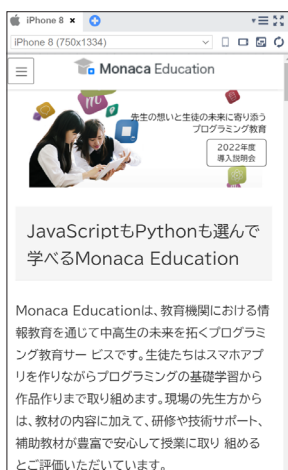 iPhone 8
iPhone 8 (750x1334)
Monaca Education
先生の想いと生徒の未来に寄り添う
プログラミング教育
2022年度
導入説明会
JavaScriptもPythonも選んで
学べるMonaca Education
Monaca Educationは、教育機関における情
報教育を通じて中高生の未来を拓くプログラミ
ング教育サー ビスです。生徒たちはスマホアプ
リを作りながらプログラミングの基礎学習から
作品作りまで取り組めます。現場の先生方から
は、教材の内容に加えて、研修や技術サポート、
補助教材が豊富で安心して授業に取り 組める
とご評価いただいています。